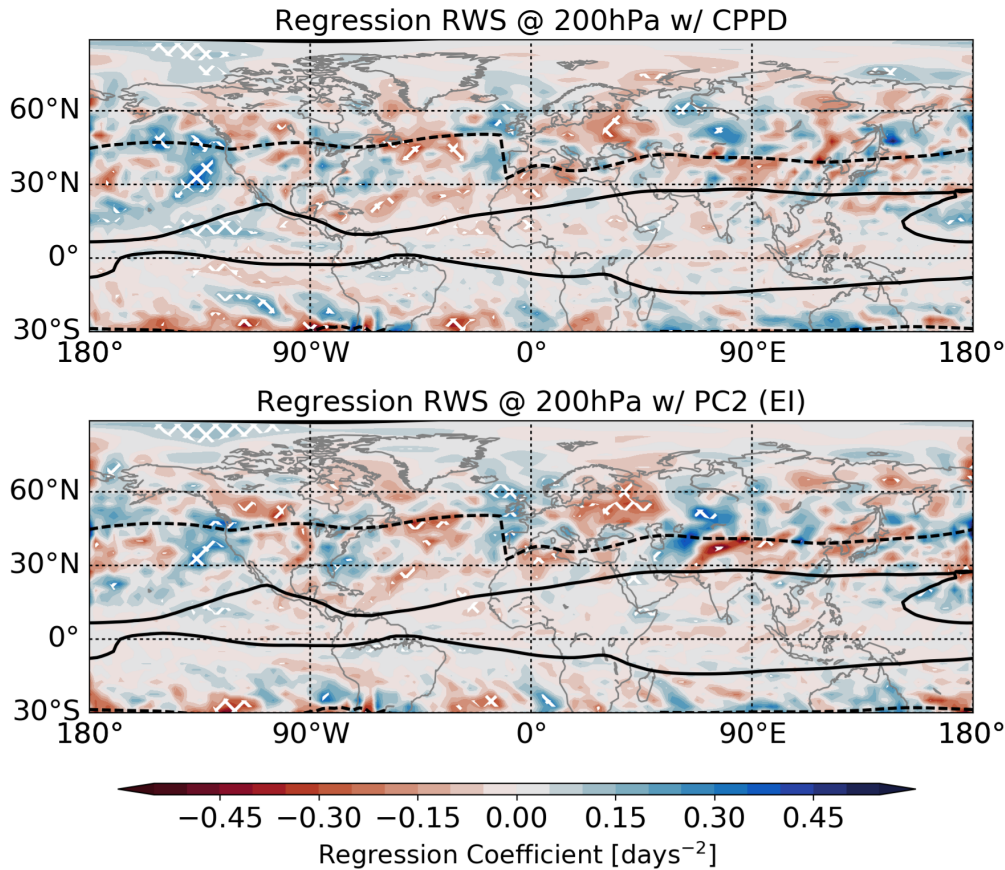 Regression RWS @ 200hPa w/ CPPD
60°N
30°N
0°
30°S
180° 90°W 0° 90°E 180°
Regression RWS @ 200hPa w/ PC2 (EI)
60°N
30°N
0°
30°S
180° 90°W 0° 90°E 180°
−0.45 −0.30 −0.15 0.00 0.15 0.30 0.45
Regression Coefficient [days⁻²]